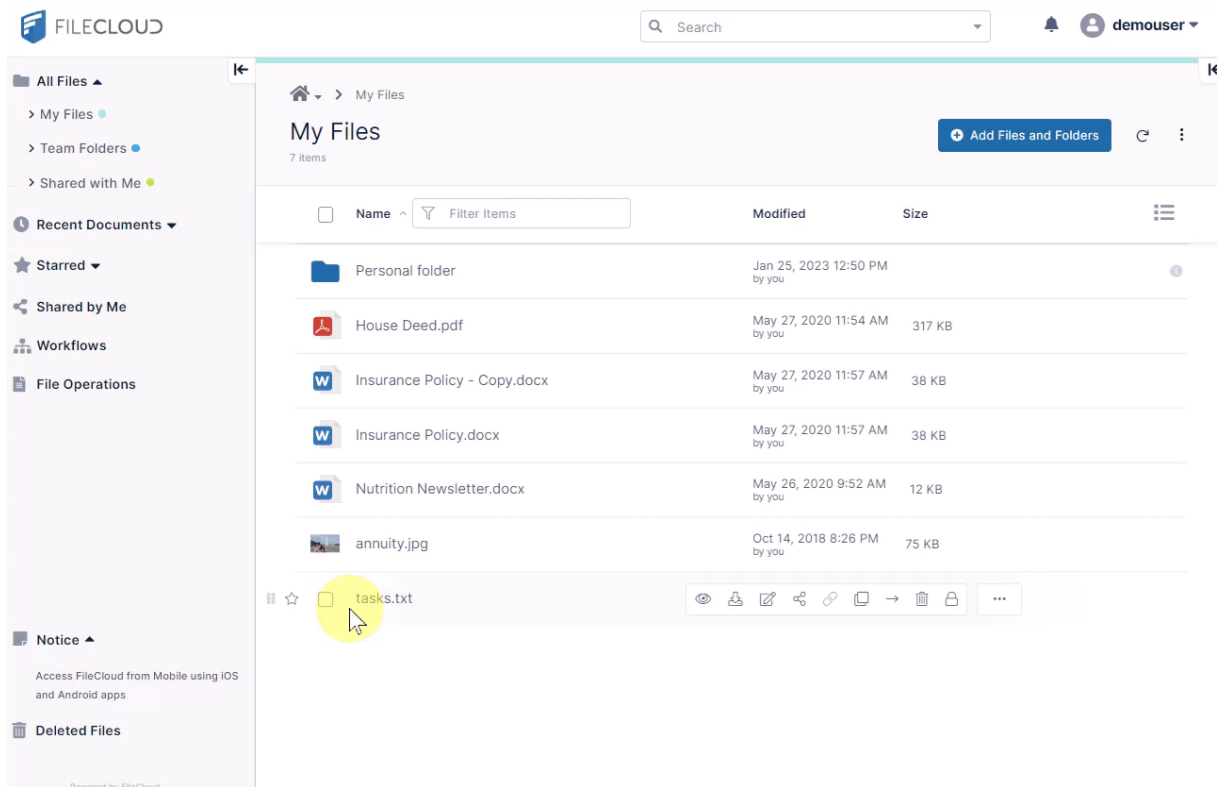 FILECLOUD
Search
demouser
All Files
My Files
Team Folders
Shared with Me
Recent Documents
Starred
Shared by Me
Workflows
File Operations
Notice
Access FileCloud from Mobile using iOS
and Android apps
Deleted Files
Powered by FileCloud
My Files
My Files
7 items
Add Files and Folders
Name Filter Items Modified Size
Personal folder Jan 25, 2023 12:50 PM
by you
House Deed.pdf May 27, 2020 11:54 AM 317 KB
by you
Insurance Policy - Copy.docx May 27, 2020 11:57 AM 38 KB
by you
Insurance Policy.docx May 27, 2020 11:57 AM 38 KB
by you
Nutrition Newsletter.docx May 26, 2020 9:52 AM 12 KB
by you
annuity.jpg Oct 14, 2018 8:26 PM 75 KB
by you
tasks.txt